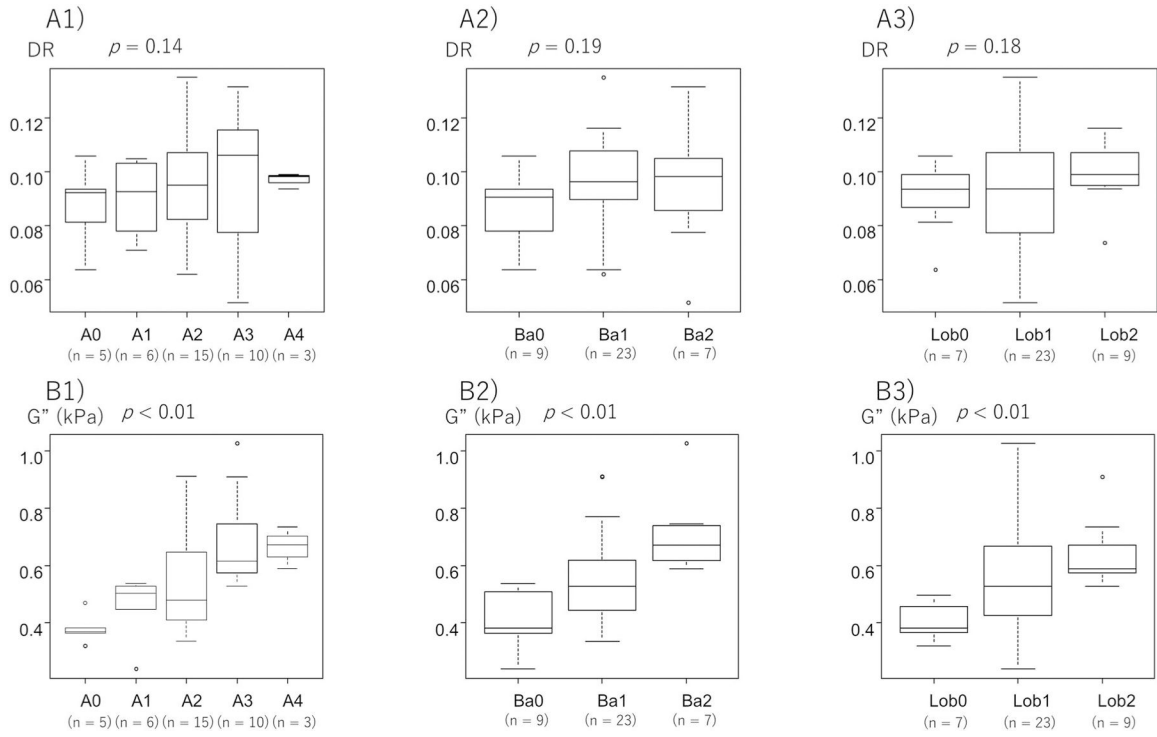 A1)
DR p = 0.14
0.12
0.10
0.08
0.06
A0 A1 A2 A3 A4
(n = 5) (n = 6) (n = 15) (n = 10) (n = 3)
A2)
DR p = 0.19
0.12
0.10
0.08
0.06
Ba0 Ba1 Ba2
(n = 9) (n = 23) (n = 7)
A3)
DR p = 0.18
0.12
0.10
0.08
0.06
Lob0 Lob1 Lob2
(n = 7) (n = 23) (n = 9)
B1)
G” (kPa) p < 0.01
1.0
0.8
0.6
0.4
A0 A1 A2 A3 A4
(n = 5) (n = 6) (n = 15) (n = 10) (n = 3)
B2)
G” (kPa) p < 0.01
1.0
0.8
0.6
0.4
Ba0 Ba1 Ba2
(n = 9) (n = 23) (n = 7)
B3)
G” (kPa) p < 0.01
1.0
0.8
0.6
0.4
Lob0 Lob1 Lob2
(n = 7) (n = 23) (n = 9)